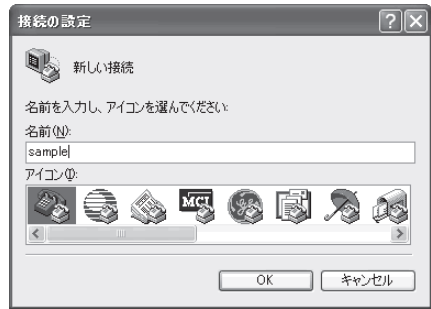 接続の設定
新しい接続
名前を入力し、アイコンを選んでください:
名前(N):
sample
アイコン(I):
MCI
OK キャンセル